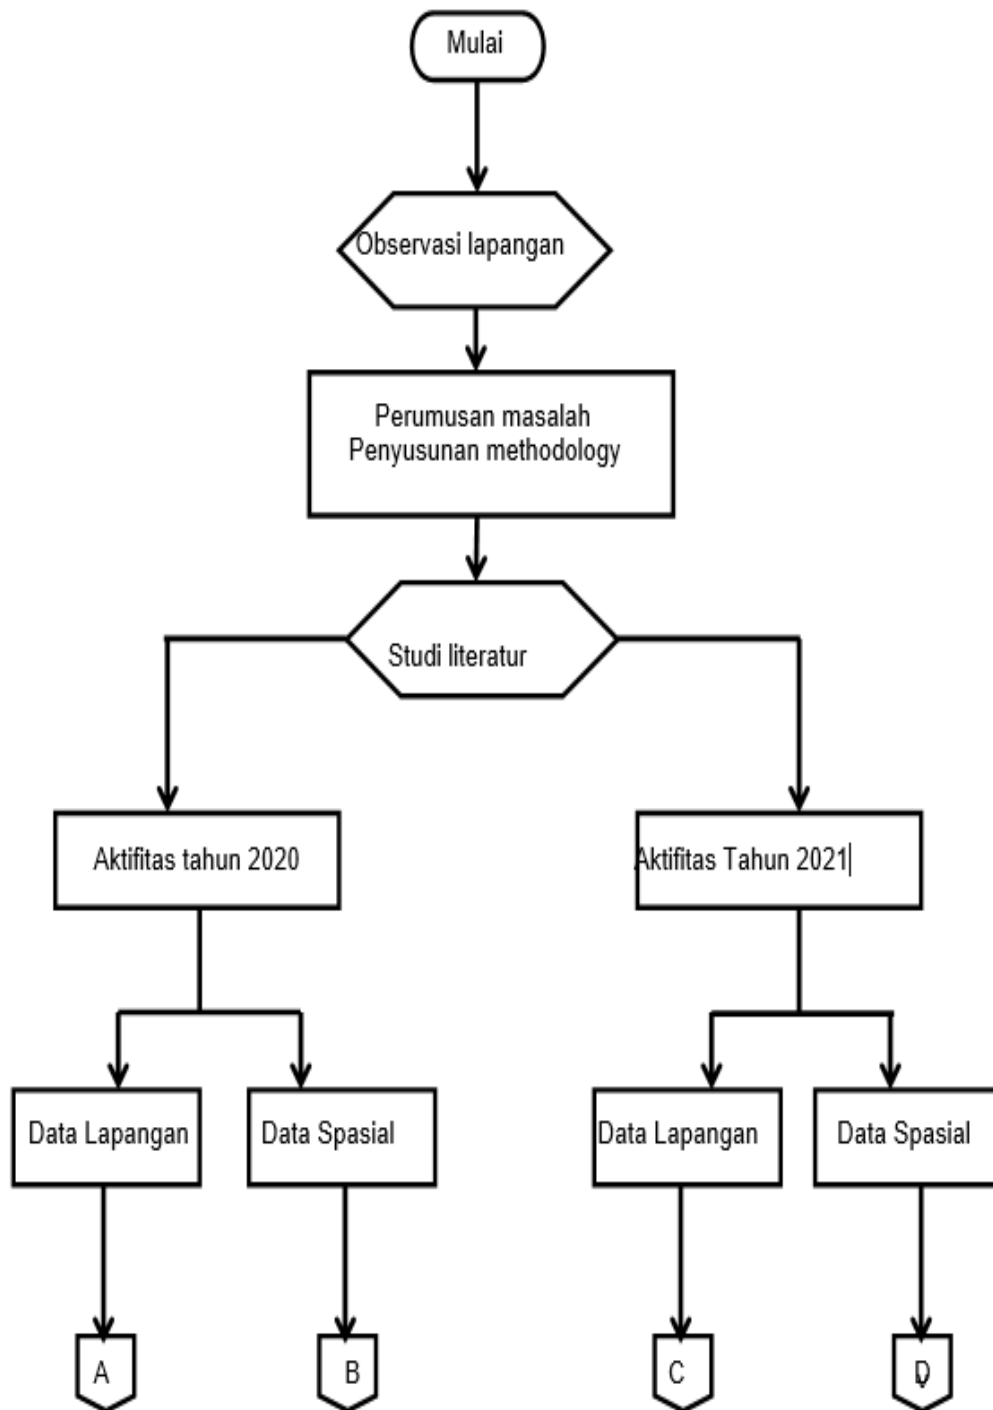 Mulai
Observasi lapangan
Perumusan masalah
Penyusunan methodology
Studi literatur
Aktifitas tahun 2020
Aktifitas Tahun 2021
Data Lapangan
Data Spasial
Data Lapangan
Data Spasial
A
B
C
D